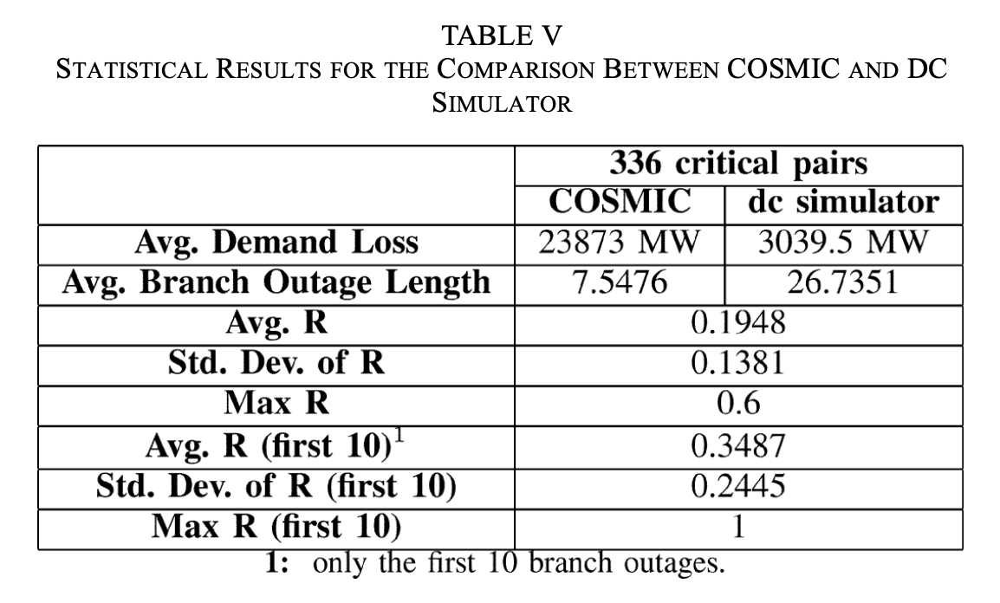 TABLE V
STATISTICAL RESULTS FOR THE COMPARISON BETWEEN COSMIC AND DC
SIMULATOR
336 critical pairs
COSMIC dc simulator
Avg. Demand Loss 23873 MW 3039.5 MW
Avg. Branch Outage Length 7.5476 26.7351
Avg. R 0.1948
Std. Dev. of R 0.1381
Max R 0.6
Avg. R (first 10)¹ 0.3487
Std. Dev. of R (first 10) 0.2445
Max R (first 10) 1
1: only the first 10 branch outages.